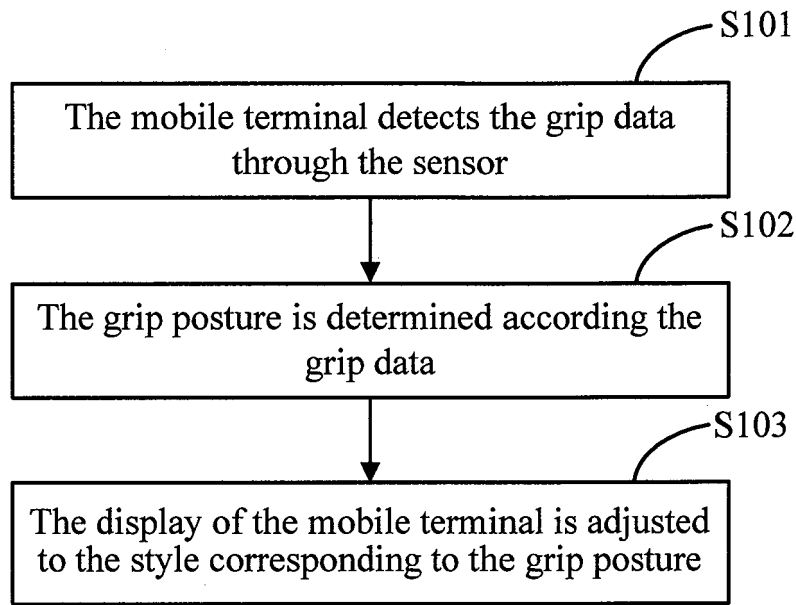 S101
The mobile terminal detects the grip data
through the sensor
S102
The grip posture is determined according the
grip data
S103
The display of the mobile terminal is adjusted
to the style corresponding to the grip posture